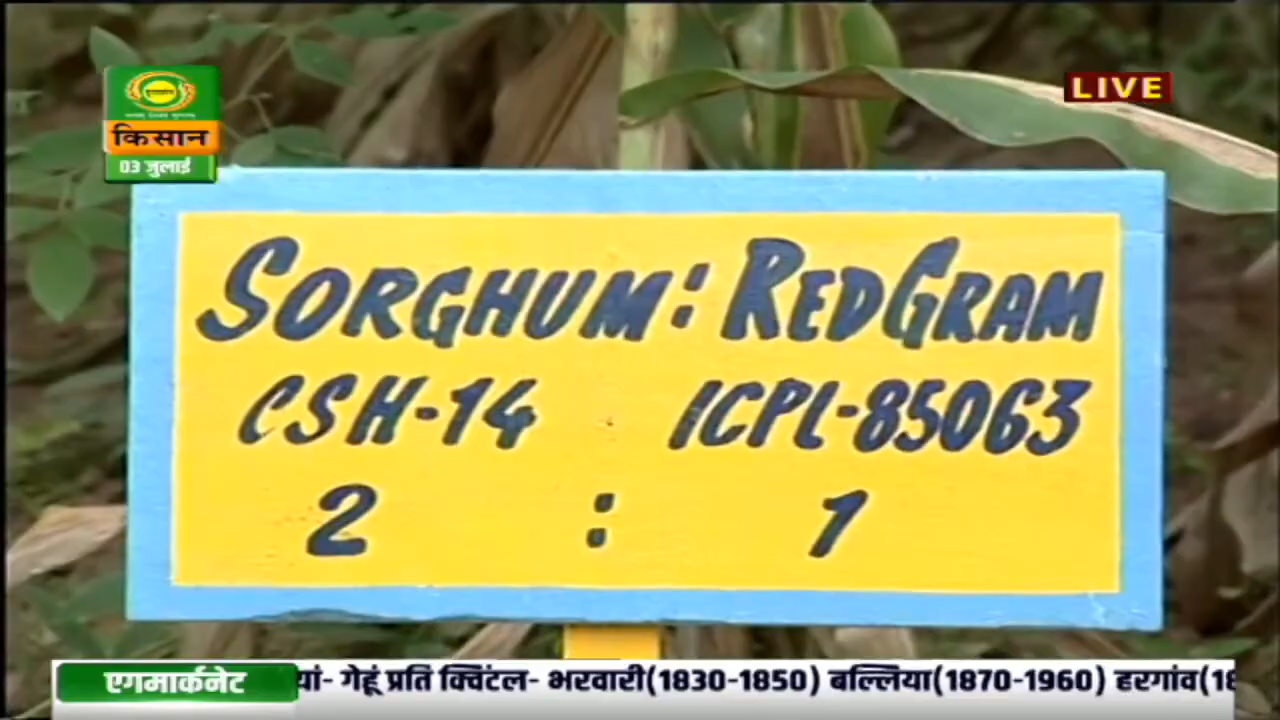 LIVE
किसान
03 जुलाई
SORGHUM : REDGRAM
CSH-14 : ICPL-85063
2 : 1
एगमार्कनेट
यां- गेहूं प्रति क्विंटल- भरवारी(1830-1850) बल्लिया(1870-1960) हरगांव(18